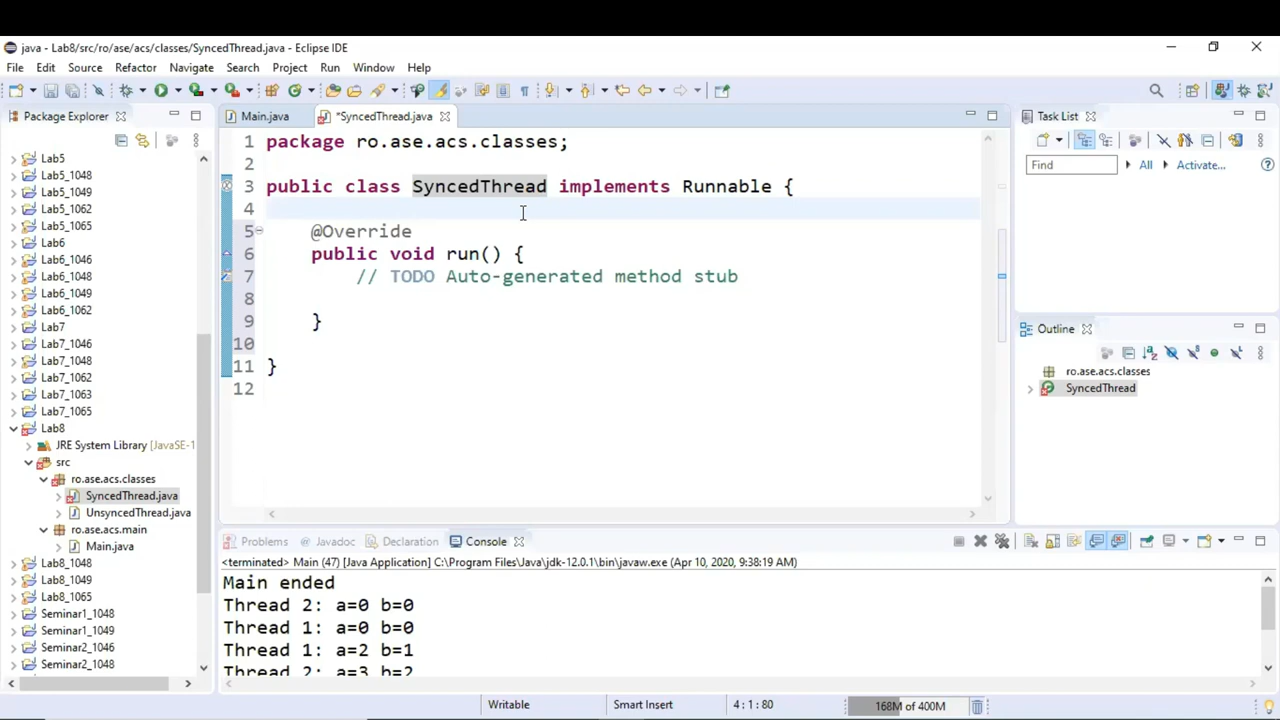 java - Lab8/src/ro/ase/acs/classes/SyncedThread.java - Eclipse IDE
File Edit Source Refactor Navigate Search Project Run Window Help
Package Explorer
Lab5
Lab5_1048
Lab5_1049
Lab5_1062
Lab5_1065
Lab6
Lab6_1046
Lab6_1048
Lab6_1049
Lab6_1062
Lab7
Lab7_1046
Lab7_1048
Lab7_1062
Lab7_1063
Lab7_1065
Lab8
JRE System Library [JavaSE-1
src
ro.ase.acs.classes
SyncedThread.java
UnsyncedThread.java
ro.ase.acs.main
Main.java
Lab8_1048
Lab8_1049
Lab8_1065
Seminar1_1048
Seminar1_1049
Seminar2_1046
Seminar2_1048
Main.java *SyncedThread.java
1 package ro.ase.acs.classes;
2
3 public class SyncedThread implements Runnable {
4
5 @Override
6 public void run() {
7 // TODO Auto-generated method stub
8
9 }
10
11 }
12
Task List
Find All Activate...
Outline
ro.ase.acs.classes
SyncedThread
Problems Javadoc Declaration Console
<terminated> Main (47) [Java Application] C:\Program Files\Java\jdk-12.0.1\bin\javaw.exe (Apr 10, 2020, 9:38:19 AM)
Main ended
Thread 2: a=0 b=0
Thread 1: a=0 b=0
Thread 1: a=2 b=1
Thread 2: a=3 b=2
Writable Smart Insert 4 : 1 : 80 168M of 400M